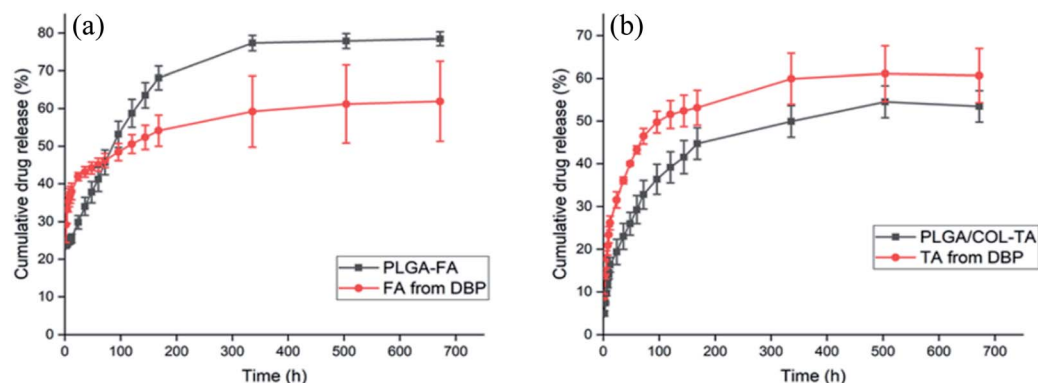 (a)
Cumulative drug release (%)
80
70
60
50
40
30
20
10
0
PLGA-FA
FA from DBP
0 100 200 300 400 500 600 700
Time (h)
(b)
Cumulative drug release (%)
70
60
50
40
30
20
10
0
PLGA/COL-TA
TA from DBP
0 100 200 300 400 500 600 700
Time (h)